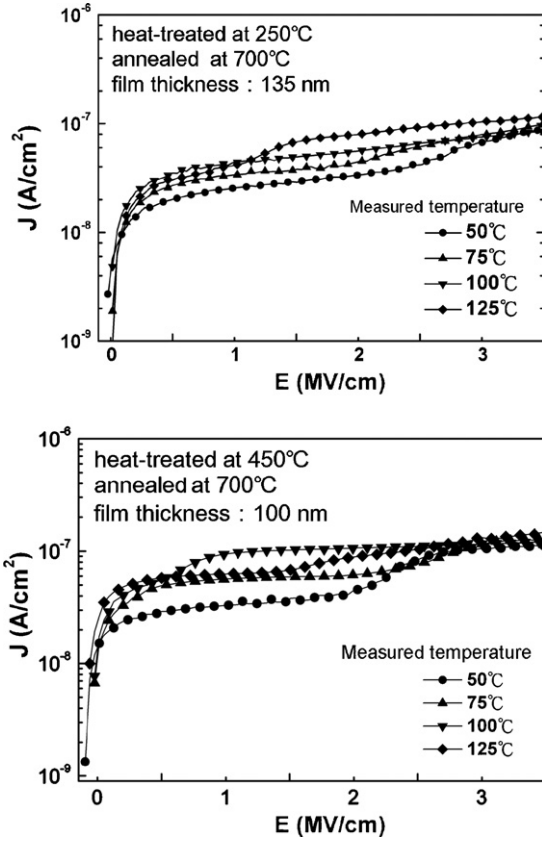 heat-treated at 250℃
annealed at 700℃
film thickness : 135 nm
10⁻⁶
10⁻⁷
10⁻⁸
10⁻⁹
J (A/cm²)
Measured temperature
50℃
75℃
100℃
125℃
0 1 2 3
E (MV/cm)
heat-treated at 450℃
annealed at 700℃
film thickness : 100 nm
10⁻⁶
10⁻⁷
10⁻⁸
10⁻⁹
J (A/cm²)
Measured temperature
50℃
75℃
100℃
125℃
0 1 2 3
E (MV/cm)